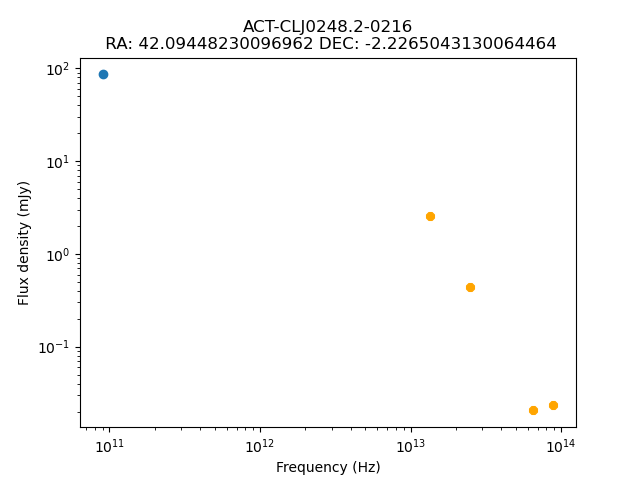 ACT-CLJ0248.2-0216
RA: 42.09448230096962 DEC: -2.2265043130064464
Flux density (mJy)
10²
10¹
10⁰
10⁻¹
10¹¹
10¹²
10¹³
10¹⁴
Frequency (Hz)